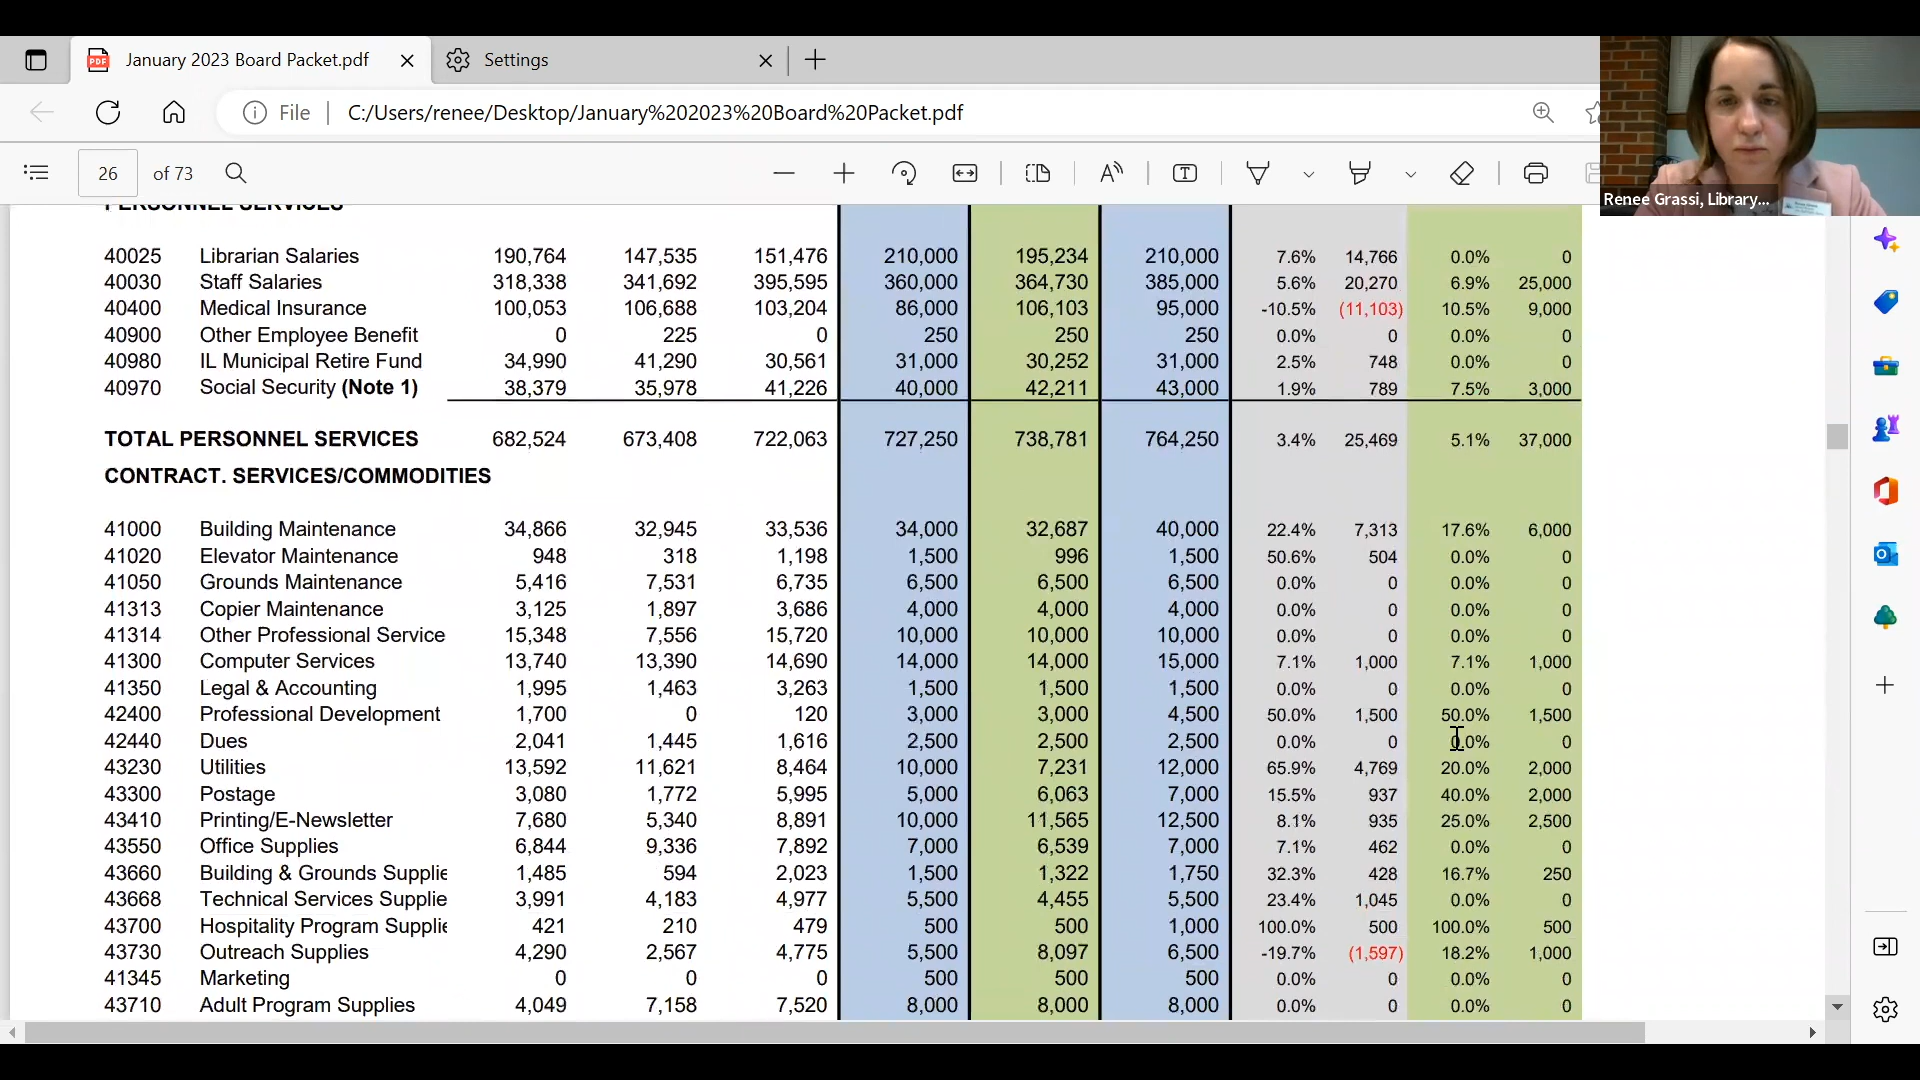 January 2023 Board Packet.pdf Settings
File C:/Users/renee/Desktop/January%202023%20Board%20Packet.pdf
26 of 73
Renee Grassi, Library...
PERSONNEL SERVICES
40025 Librarian Salaries 190,764 147,535 151,476 210,000 195,234 210,000 7.6% 14,766 0.0% 0
40030 Staff Salaries 318,338 341,692 395,595 360,000 364,730 385,000 5.6% 20,270 6.9% 25,000
40400 Medical Insurance 100,053 106,688 103,204 86,000 106,103 95,000 -10.5% (11,103) 10.5% 9,000
40900 Other Employee Benefit 0 225 0 250 250 250 0.0% 0 0.0% 0
40980 IL Municipal Retire Fund 34,990 41,290 30,561 31,000 30,252 31,000 2.5% 748 0.0% 0
40970 Social Security (Note 1) 38,379 35,978 41,226 40,000 42,211 43,000 1.9% 789 7.5% 3,000
TOTAL PERSONNEL SERVICES 682,524 673,408 722,063 727,250 738,781 764,250 3.4% 25,469 5.1% 37,000
CONTRACT. SERVICES/COMMODITIES
41000 Building Maintenance 34,866 32,945 33,536 34,000 32,687 40,000 22.4% 7,313 17.6% 6,000
41020 Elevator Maintenance 948 318 1,198 1,500 996 1,500 50.6% 504 0.0% 0
41050 Grounds Maintenance 5,416 7,531 6,735 6,500 6,500 6,500 0.0% 0 0.0% 0
41313 Copier Maintenance 3,125 1,897 3,686 4,000 4,000 4,000 0.0% 0 0.0% 0
41314 Other Professional Service 15,348 7,556 15,720 10,000 10,000 10,000 0.0% 0 0.0% 0
41300 Computer Services 13,740 13,390 14,690 14,000 14,000 15,000 7.1% 1,000 7.1% 1,000
41350 Legal & Accounting 1,995 1,463 3,263 1,500 1,500 1,500 0.0% 0 0.0% 0
42400 Professional Development 1,700 0 120 3,000 3,000 4,500 50.0% 1,500 50.0% 1,500
42440 Dues 2,041 1,445 1,616 2,500 2,500 2,500 0.0% 0 0.0% 0
43230 Utilities 13,592 11,621 8,464 10,000 7,231 12,000 65.9% 4,769 20.0% 2,000
43300 Postage 3,080 1,772 5,995 5,000 6,063 7,000 15.5% 937 40.0% 2,000
43410 Printing/E-Newsletter 7,680 5,340 8,891 10,000 11,565 12,500 8.1% 935 25.0% 2,500
43550 Office Supplies 6,844 9,336 7,892 7,000 6,539 7,000 7.1% 462 0.0% 0
43660 Building & Grounds Supplie 1,485 594 2,023 1,500 1,322 1,750 32.3% 428 16.7% 250
43668 Technical Services Supplie 3,991 4,183 4,977 5,500 4,455 5,500 23.4% 1,045 0.0% 0
43700 Hospitality Program Supplie 421 210 479 500 500 1,000 100.0% 500 100.0% 500
43730 Outreach Supplies 4,290 2,567 4,775 5,500 8,097 6,500 -19.7% (1,597) 18.2% 1,000
41345 Marketing 0 0 0 500 500 500 0.0% 0 0.0% 0
43710 Adult Program Supplies 4,049 7,158 7,520 8,000 8,000 8,000 0.0% 0 0.0% 0